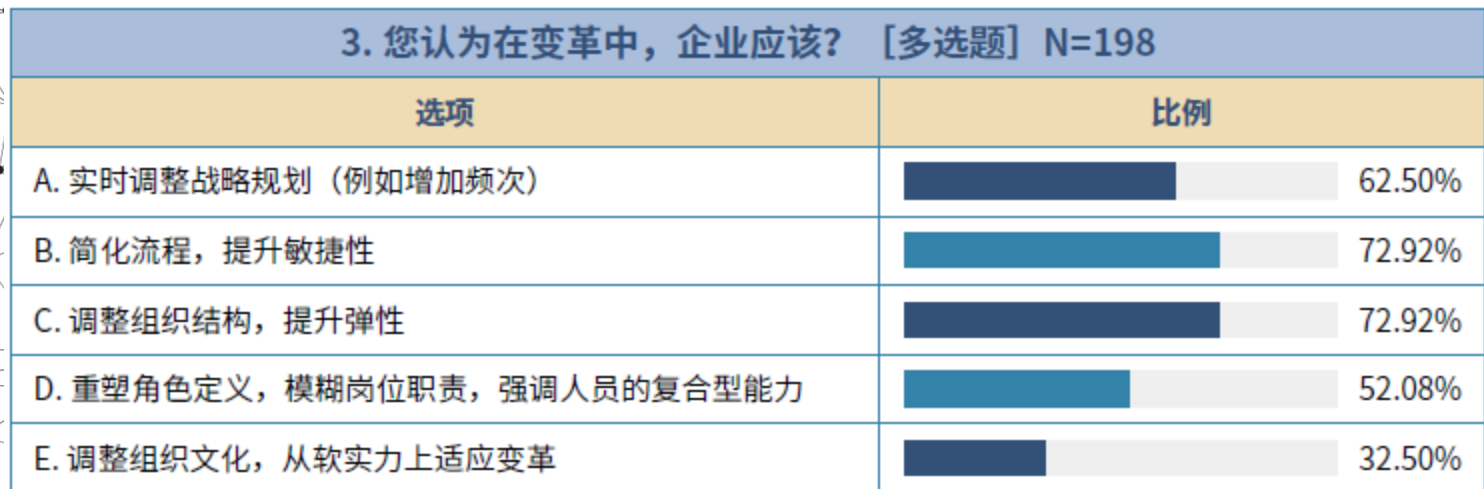 3. 您认为在变革中，企业应该？ [多选题] N=198
选项 比例
A. 实时调整战略规划（例如增加频次） 62.50%
B. 简化流程，提升敏捷性 72.92%
C. 调整组织结构，提升弹性 72.92%
D. 重塑角色定义，模糊岗位职责，强调人员的复合型能力 52.08%
E. 调整组织文化，从软实力上适应变革 32.50%